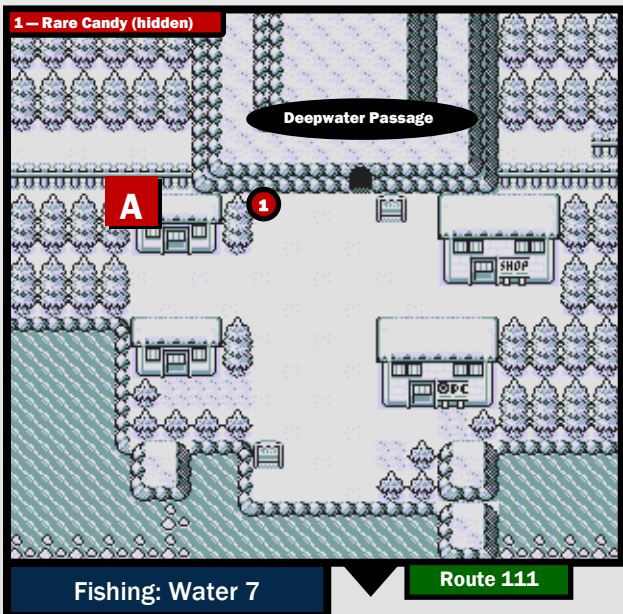 1 — Rare Candy (hidden)
Deepwater Passage
A
1
SHOP
PC
Fishing: Water 7
Route 111